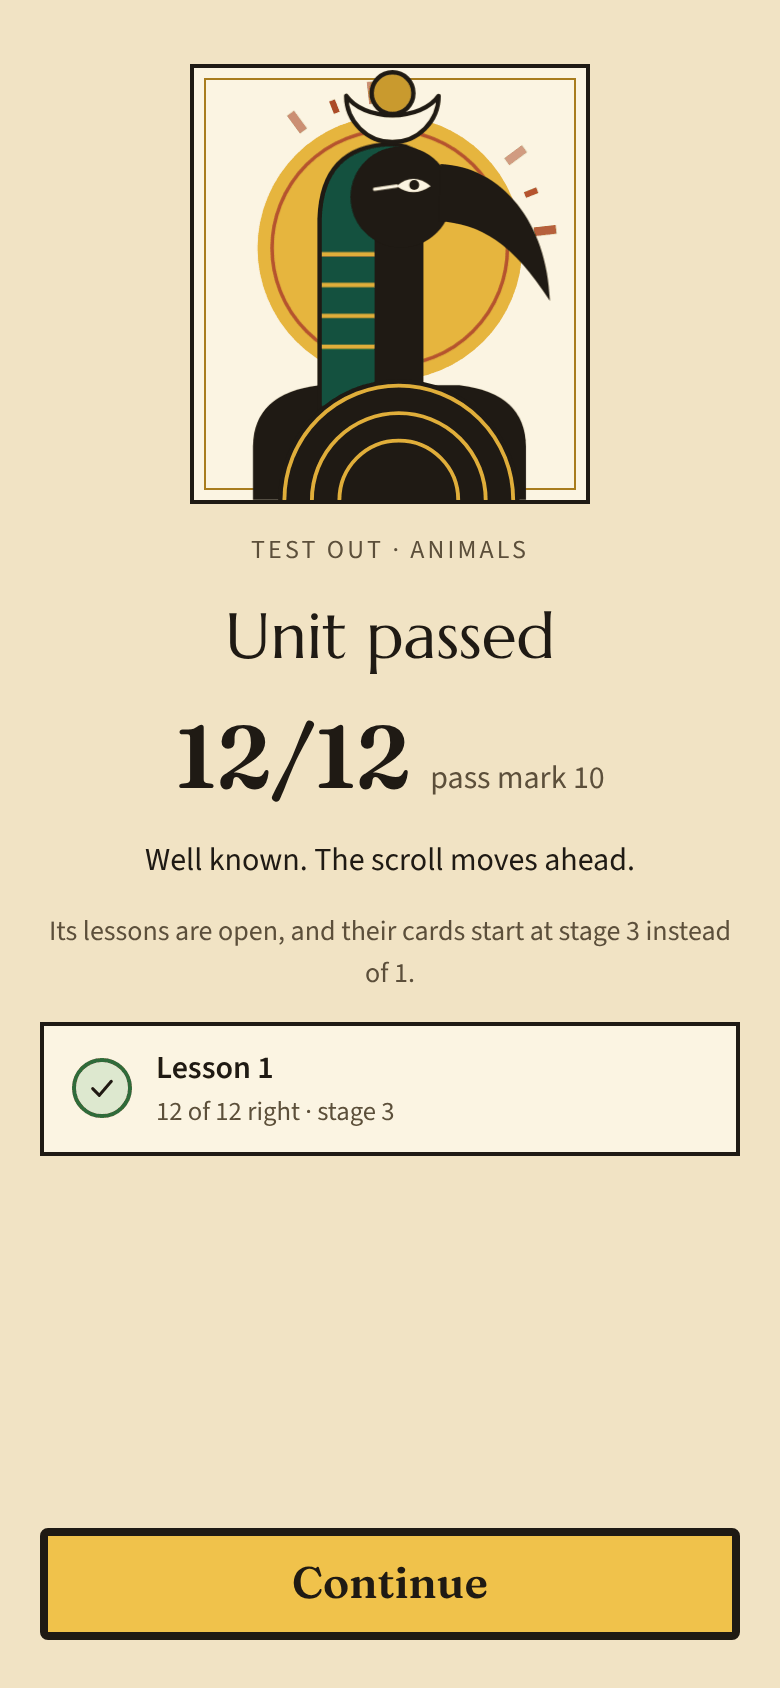 TEST OUT · ANIMALS
Unit passed
12/12 pass mark 10
Well known. The scroll moves ahead.
Its lessons are open, and their cards start at stage 3 instead
of 1.
Lesson 1
12 of 12 right · stage 3
Continue